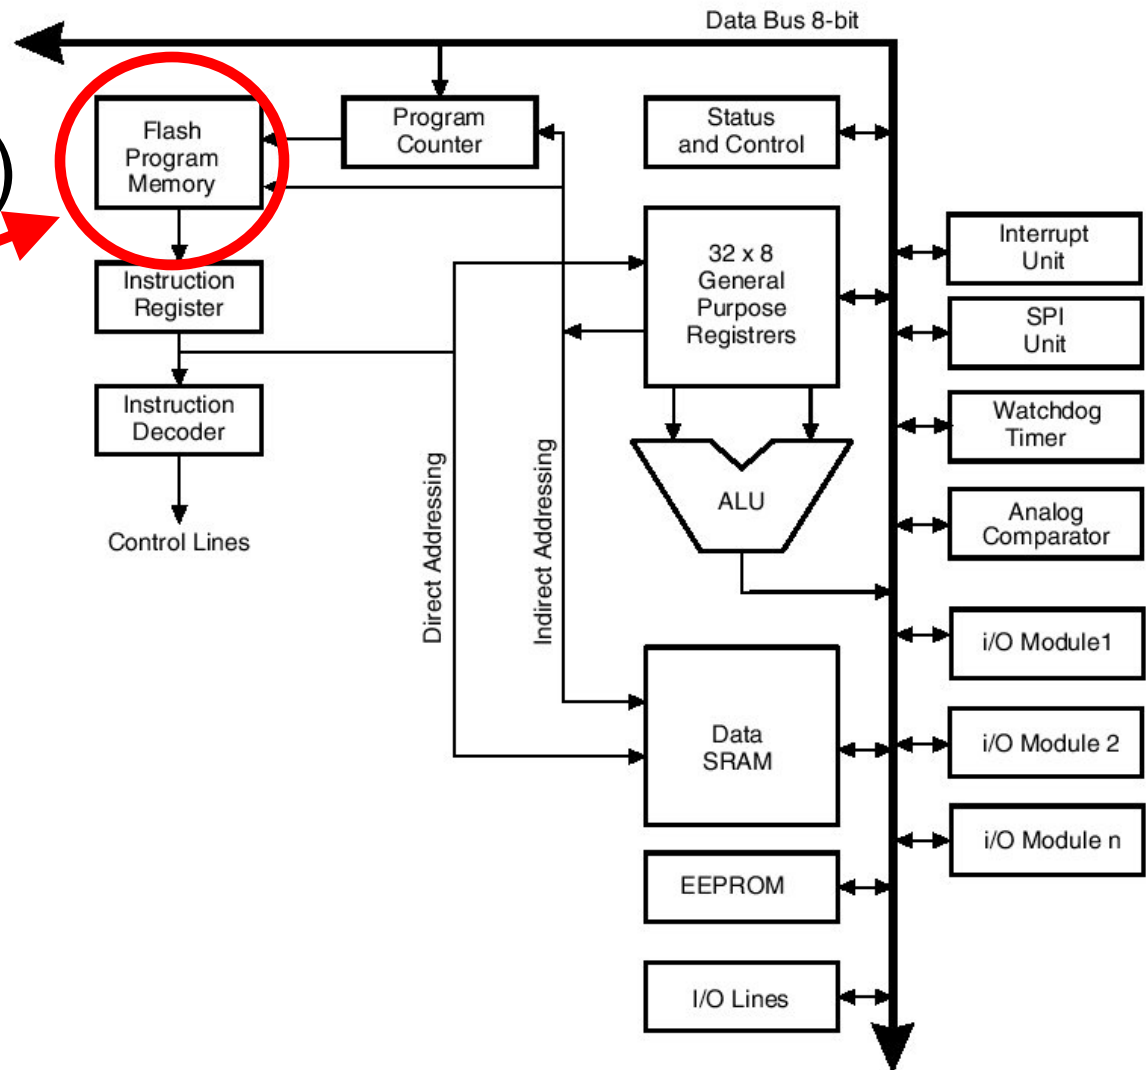 Data Bus 8-bit
Flash
Program
Memory
Program
Counter
Status
and Control
Instruction
Register
32 x 8
General
Purpose
Registrers
Interrupt
Unit
SPI
Unit
Instruction
Decoder
Watchdog
Timer
Control Lines
Direct Addressing
Indirect Addressing
ALU
Analog
Comparator
i/O Module1
Data
SRAM
i/O Module 2
i/O Module n
EEPROM
I/O Lines